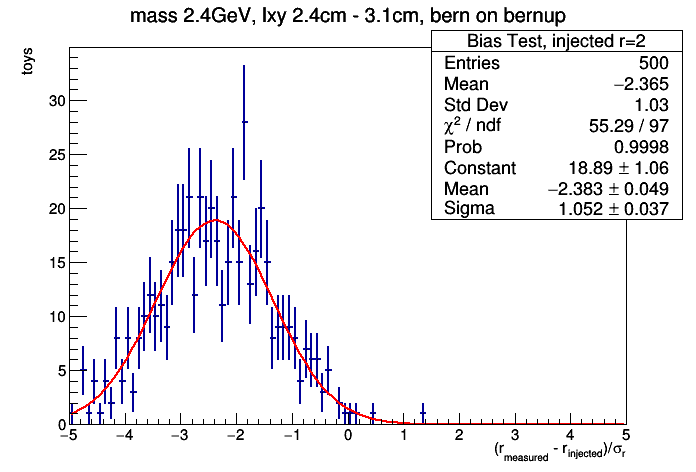 mass 2.4GeV, lxy 2.4cm - 3.1cm, bern on bernup
toys
Bias Test, injected r=2
Entries 500
Mean −2.365
Std Dev 1.03
χ² / ndf 55.29 / 97
Prob 0.9998
Constant 18.89 ± 1.06
Mean −2.383 ± 0.049
Sigma 1.052 ± 0.037
30
25
20
15
10
5
0
−5 −4 −3 −2 −1 0 1 2 3 4 5
(r_measured - r_injected)/σ_r